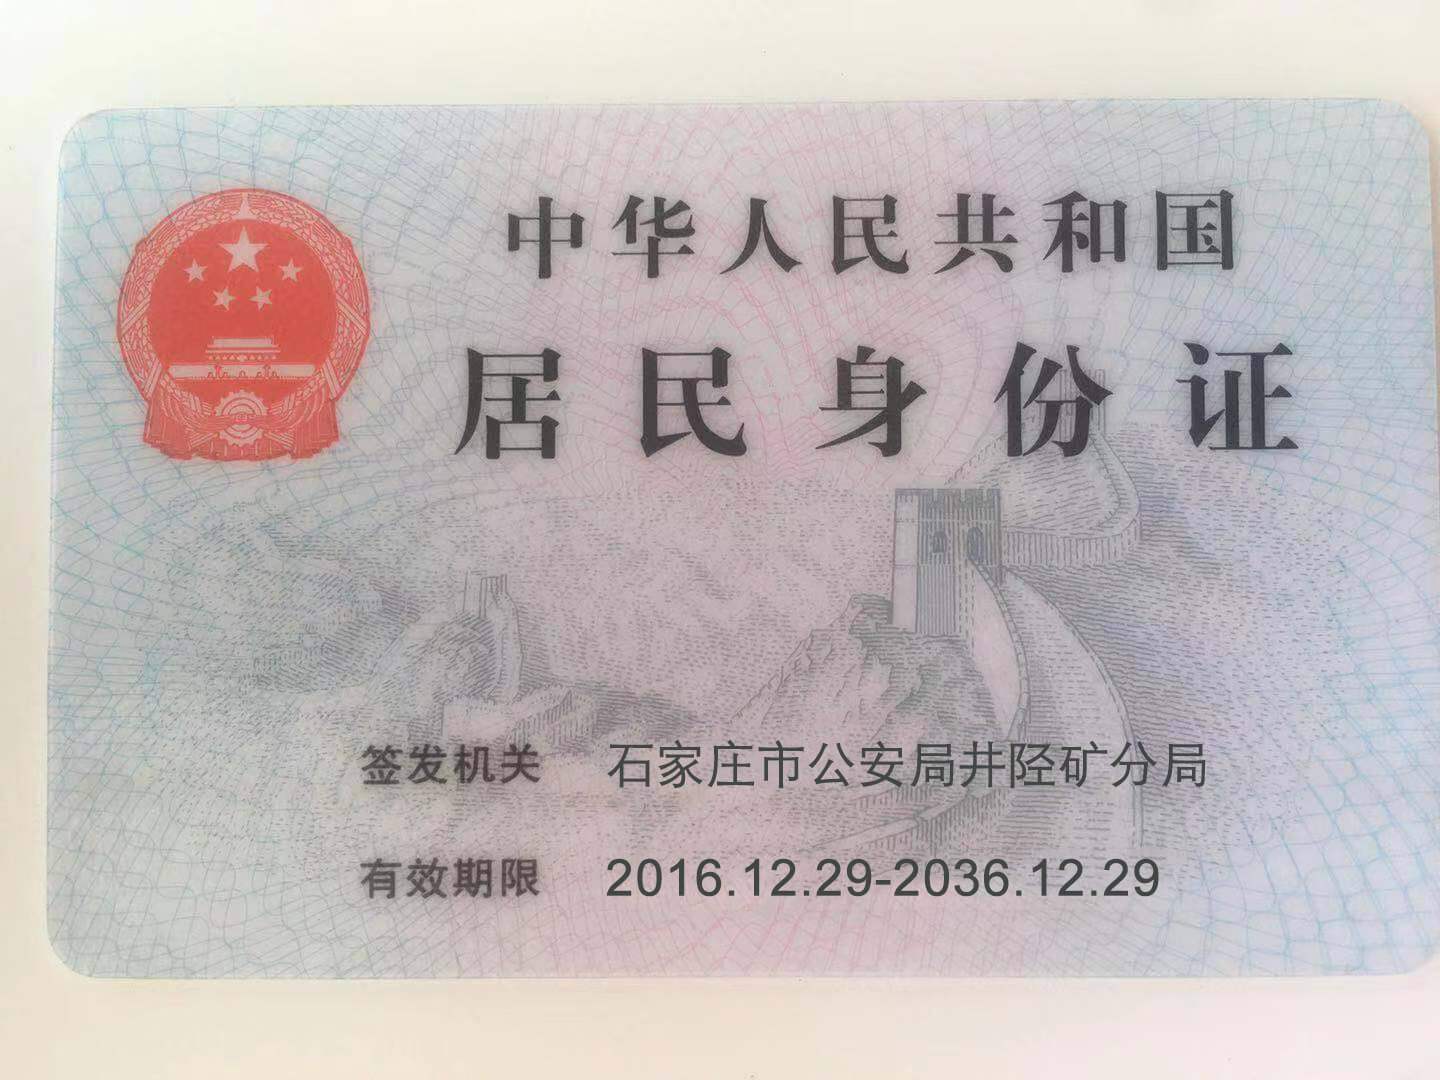 中华人民共和国
居民身份证
签发机关 石家庄市公安局井陉矿分局
有效期限 2016.12.29-2036.12.29